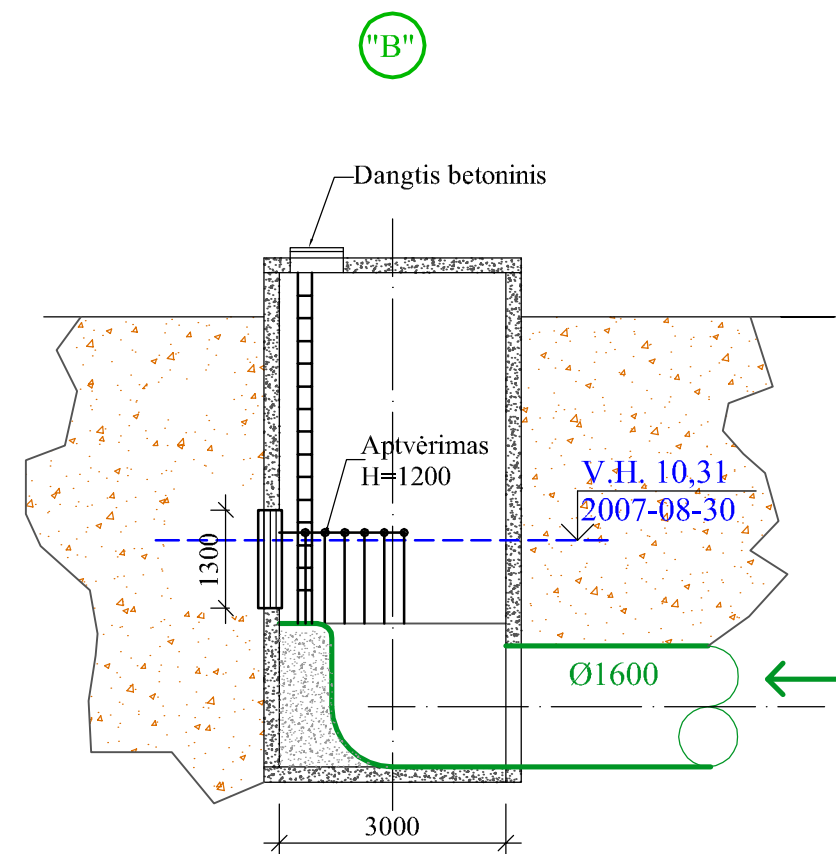 "B"
Dangtis betoninis
Aptvėrimas
H=1200
V.H. 10,31
2007-08-30
1300
Ø1600
3000